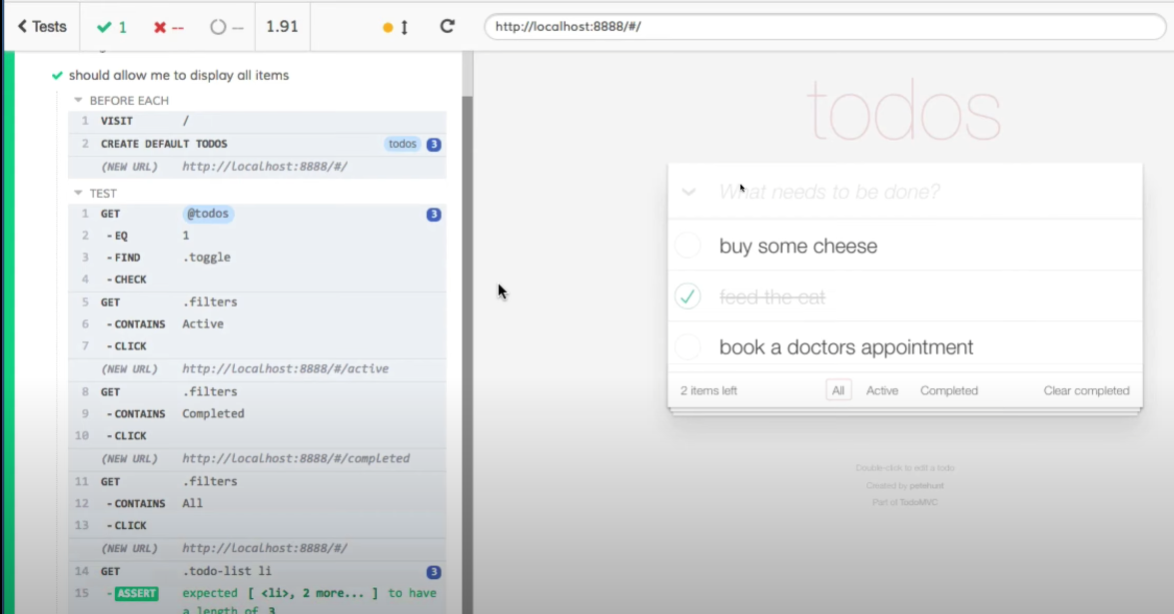 Tests 1 -- -- 1.91 http://localhost:8888/#/
should allow me to display all items
BEFORE EACH
1 VISIT /
2 CREATE DEFAULT TODOS todos 3
(NEW URL) http://localhost:8888/#/
TEST
1 GET @todos 3
2 - EQ 1
3 - FIND .toggle
4 - CHECK
5 GET .filters
6 - CONTAINS Active
7 - CLICK
(NEW URL) http://localhost:8888/#/active
8 GET .filters
9 - CONTAINS Completed
10 - CLICK
(NEW URL) http://localhost:8888/#/completed
11 GET .filters
12 - CONTAINS All
13 - CLICK
(NEW URL) http://localhost:8888/#/
14 GET .todo-list li 3
15 - ASSERT expected [ <li>, 2 more... ] to have
a length of 3
todos
What needs to be done?
buy some cheese
feed the cat
book a doctors appointment
2 items left All Active Completed Clear completed
Double-click to edit a todo
Created by petehunt
Part of TodoMVC